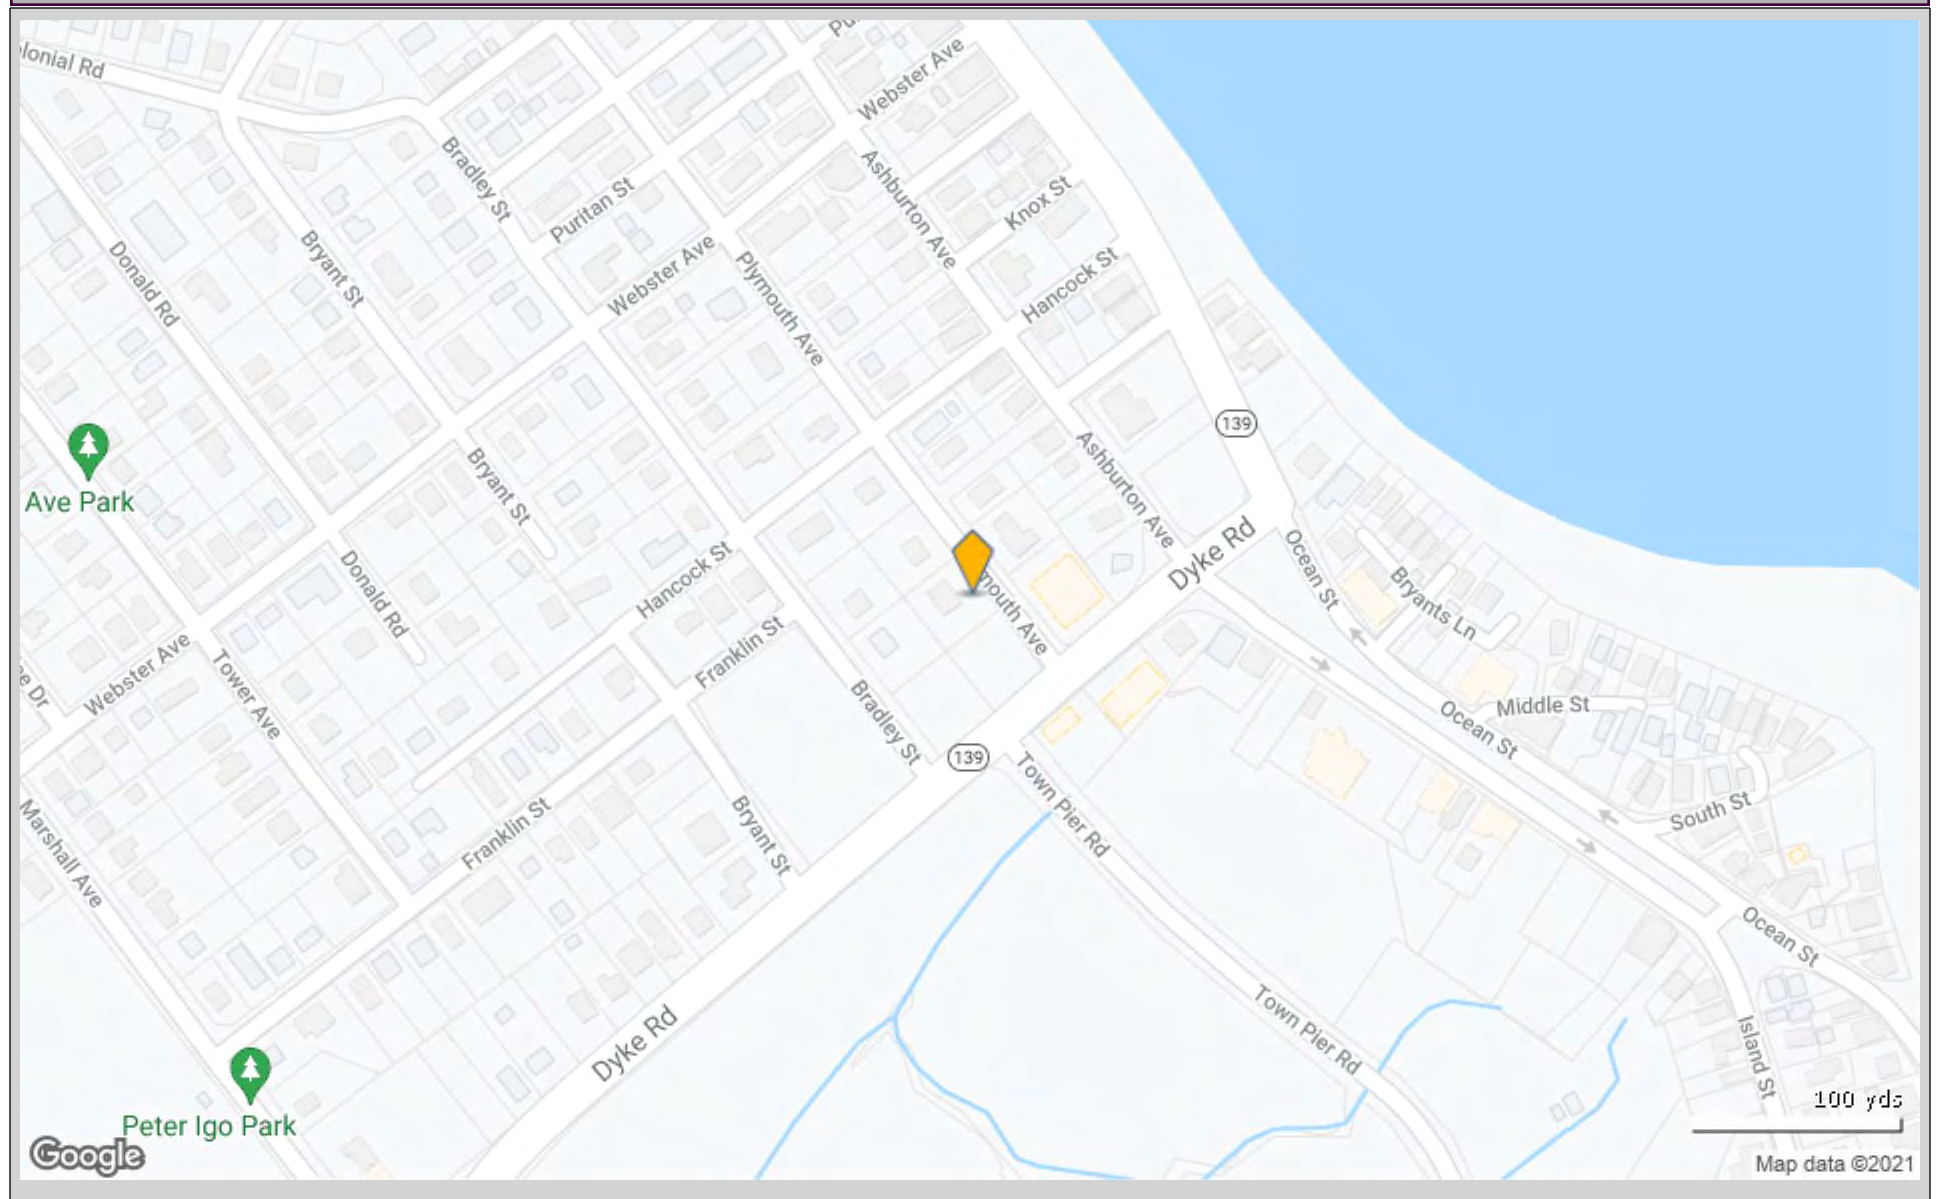 lonial Rd
Pu
Webster Ave
Bradley St
Ashburton Ave
Puritan St
Knox St
Bryant St
Donald Rd
Webster Ave
Plymouth Ave
Hancock St
139
Ave Park
Bryant St
Ashburton Ave
Dyke Rd
Ocean St
Bryants Ln
Donald Rd
Hancock St
mouth Ave
Franklin St
Webster Ave
Tower Ave
e Dr
Bradley St
Middle St
Ocean St
139
Town Pier Rd
South St
Marshall Ave
Franklin St
Bryant St
Ocean St
Dyke Rd
Town Pier Rd
Island St
100 yds
Peter Igo Park
Google
Map data ©2021